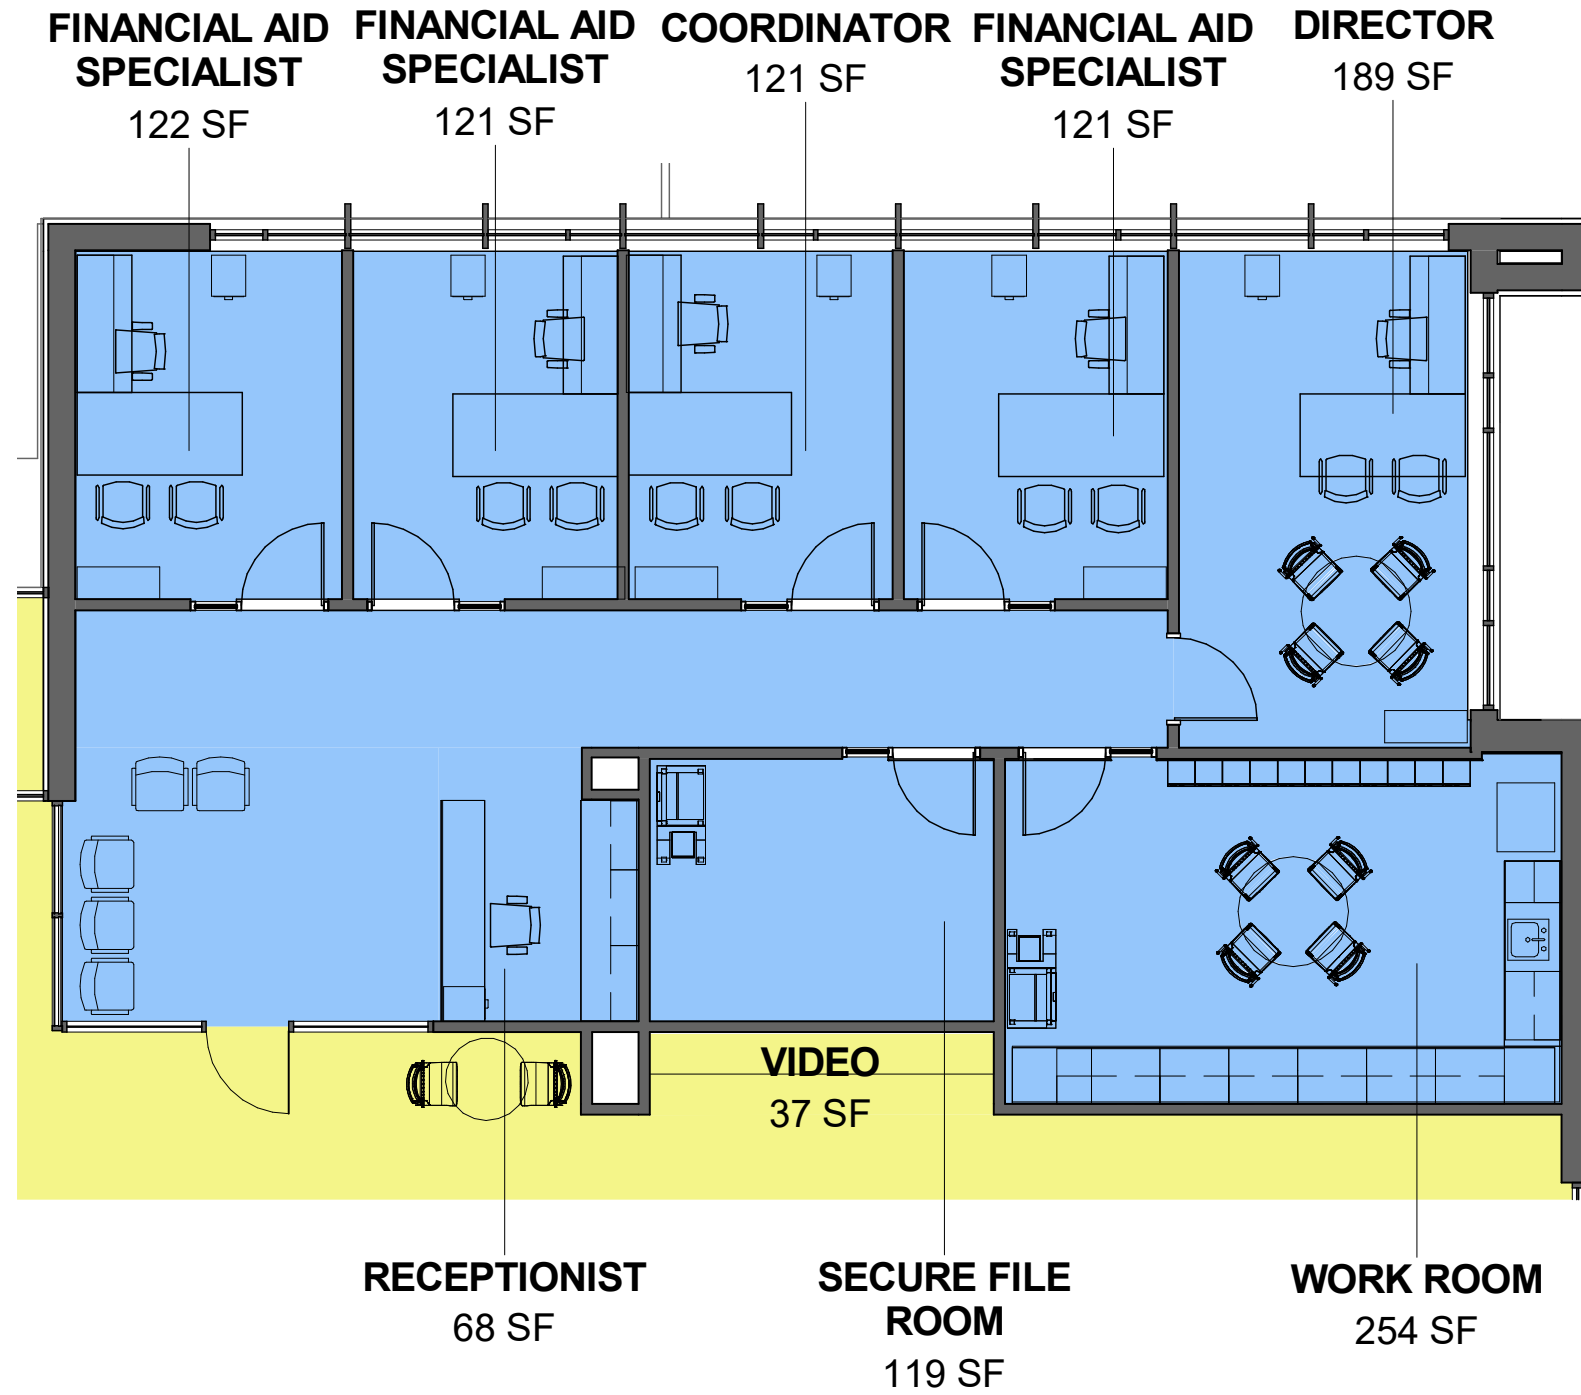 FINANCIAL AID
SPECIALIST
122 SF
FINANCIAL AID
SPECIALIST
121 SF
COORDINATOR
121 SF
FINANCIAL AID
SPECIALIST
121 SF
DIRECTOR
189 SF
VIDEO
37 SF
RECEPTIONIST
68 SF
SECURE FILE
ROOM
119 SF
WORK ROOM
254 SF